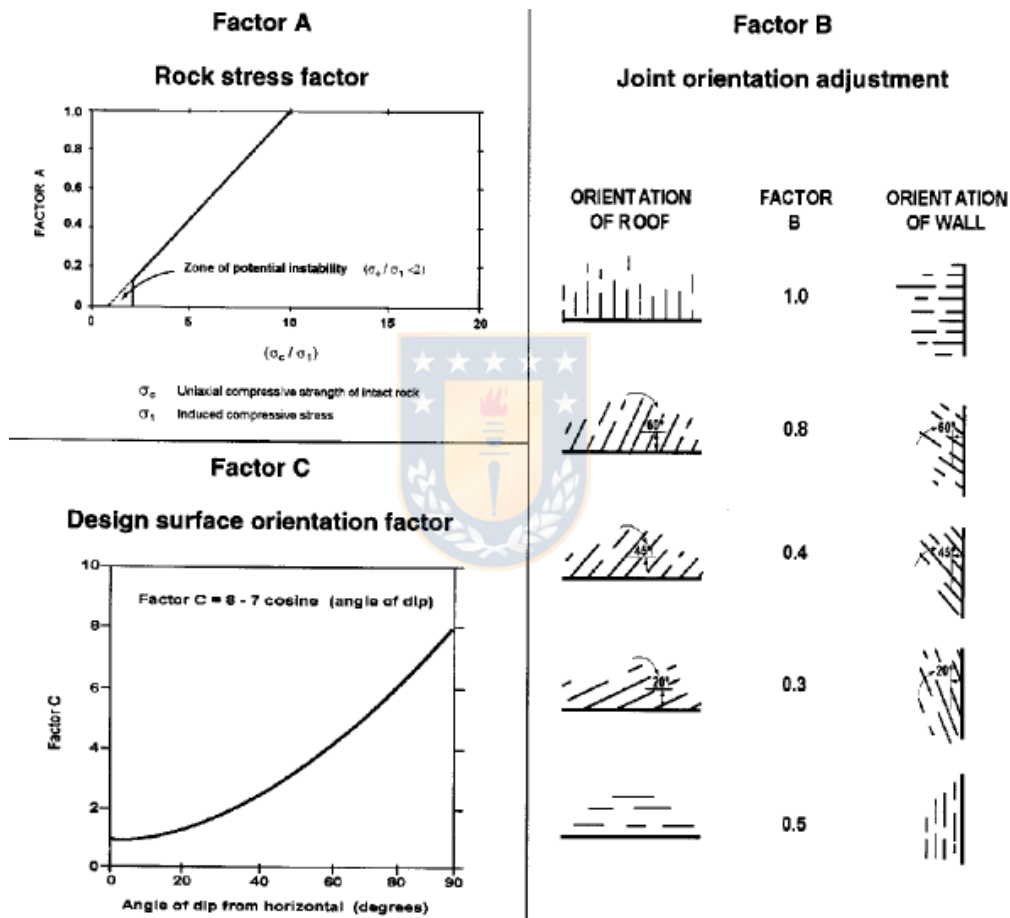 Factor A
Rock stress factor
1.0
0.8
0.6
0.4
0.2
0
FACTOR A
Zone of potential instability (σc / σ1 <2)
0 5 10 15 20
(σc / σ1)
σc Uniaxial compressive strength of intact rock
σ1 Induced compressive stress
Factor C
Design surface orientation factor
10
8
6
4
2
0
Factor C
Factor C = 8 - 7 cosine (angle of dip)
0 20 40 60 80 90
Angle of dip from horizontal (degrees)
Factor B
Joint orientation adjustment
ORIENTATION OF ROOF
FACTOR B
ORIENTATION OF WALL
1.0
60° 0.8 60°
45° 0.4 45°
20° 0.3 20°
0.5